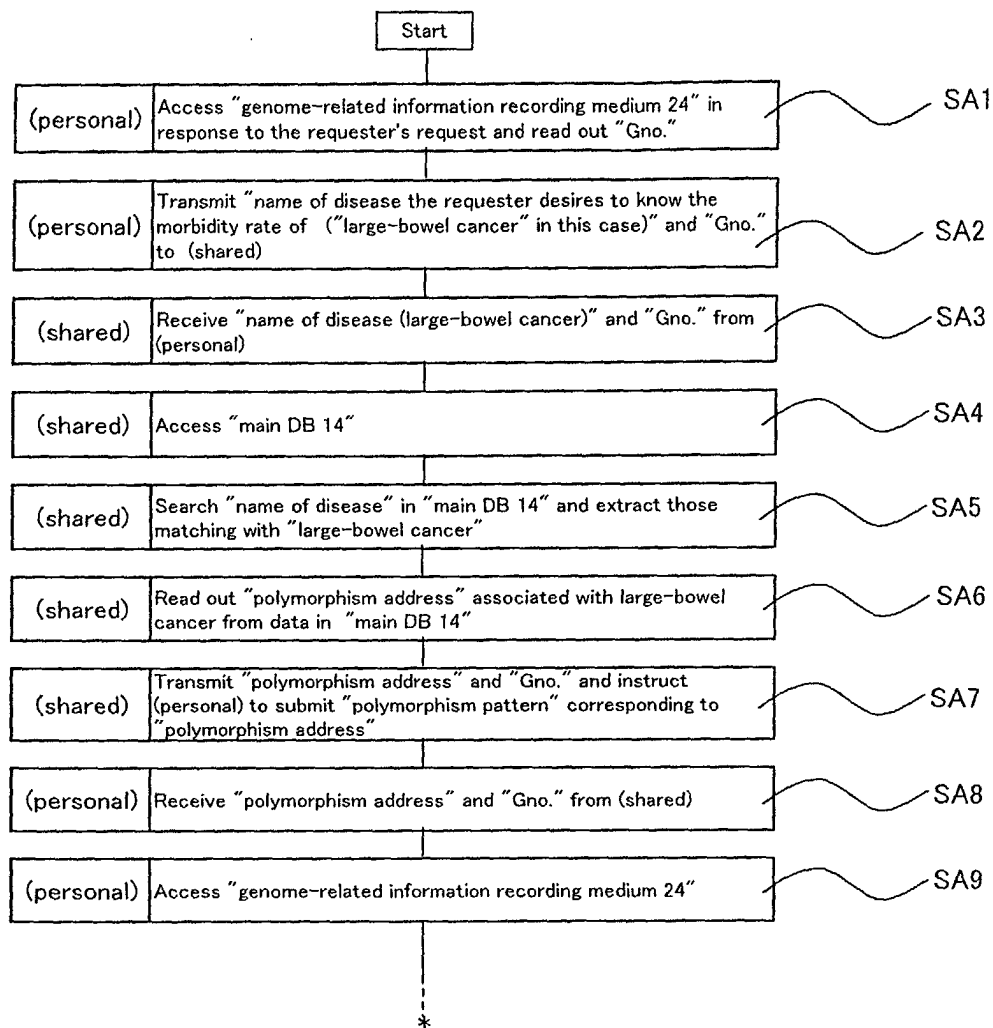 Start
(personal) Access "genome-related information recording medium 24" in
response to the requester's request and read out "Gno."
SA1
(personal) Transmit "name of disease the requester desires to know the
morbidity rate of ("large-bowel cancer" in this case)" and "Gno."
to (shared)
SA2
(shared) Receive "name of disease (large-bowel cancer)" and "Gno." from
(personal)
SA3
(shared) Access "main DB 14"
SA4
(shared) Search "name of disease" in "main DB 14" and extract those
matching with "large-bowel cancer"
SA5
(shared) Read out "polymorphism address" associated with large-bowel
cancer from data in "main DB 14"
SA6
(shared) Transmit "polymorphism address" and "Gno." and instruct
(personal) to submit "polymorphism pattern" corresponding to
"polymorphism address"
SA7
(personal) Receive "polymorphism address" and "Gno." from (shared)
SA8
(personal) Access "genome-related information recording medium 24"
SA9
*